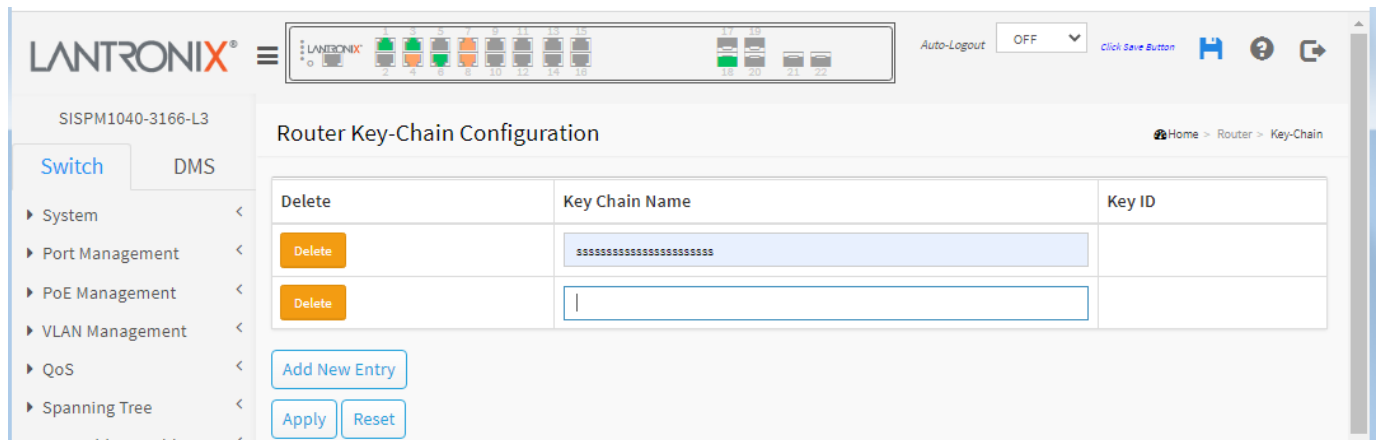 LANTRONIX®
1 3 5 7 9 11 13 15 17 19
LANTRONIX
2 4 6 8 10 12 14 16 18 20 21 22
Auto-Logout OFF Click Save Button
SISPM1040-3166-L3
Switch DMS
System
Port Management
PoE Management
VLAN Management
QoS
Spanning Tree
Router Key-Chain Configuration
Home > Router > Key-Chain
Delete Key Chain Name Key ID
Delete sssssssssssssssssssssss
Delete
Add New Entry
Apply Reset